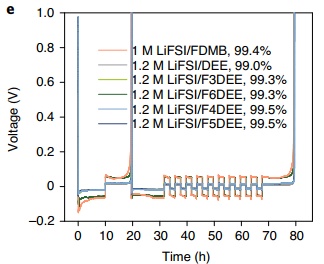 e
1.0
0.8
0.6
0.4
0.2
0
−0.2
Voltage (V)
1 M LiFSI/FDMB, 99.4%
1.2 M LiFSI/DEE, 99.0%
1.2 M LiFSI/F3DEE, 99.3%
1.2 M LiFSI/F6DEE, 99.3%
1.2 M LiFSI/F4DEE, 99.5%
1.2 M LiFSI/F5DEE, 99.5%
0 10 20 30 40 50 60 70 80
Time (h)